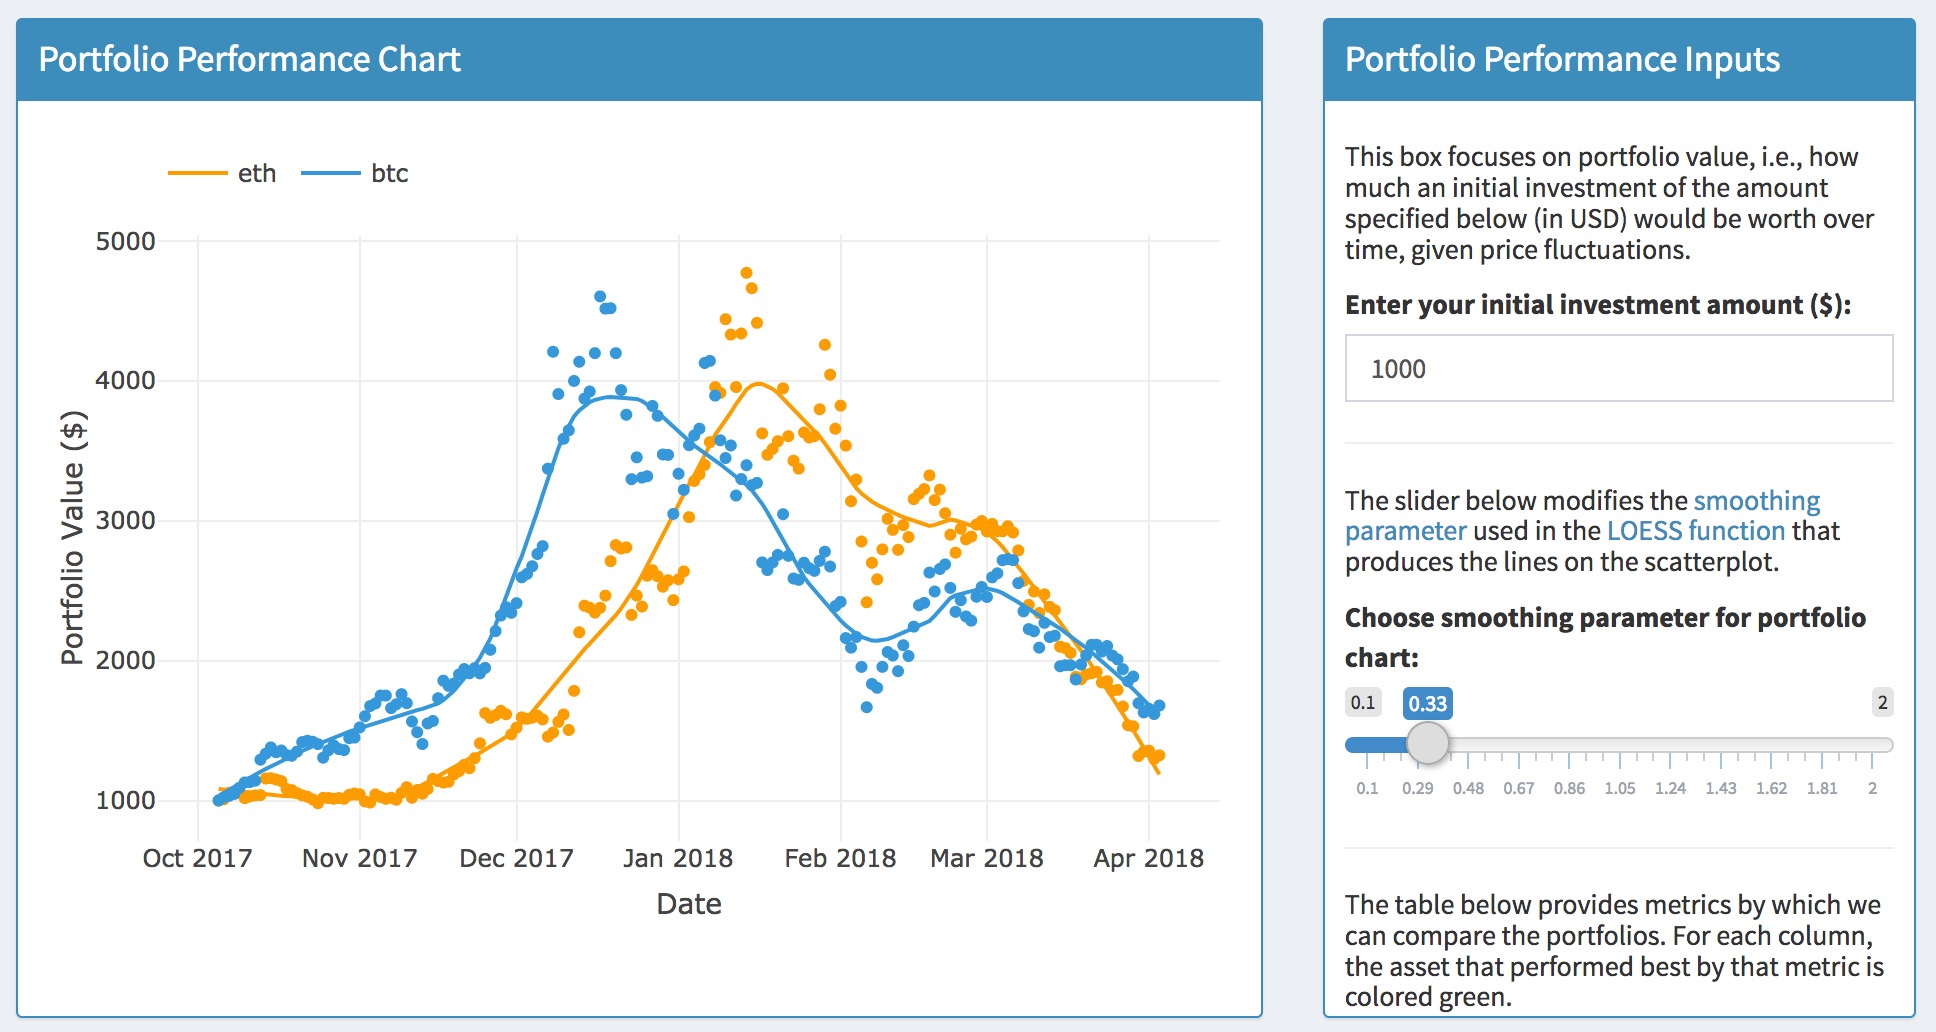 Portfolio Performance Chart
eth
btc
5000
4000
3000
2000
1000
Portfolio Value ($)
Oct 2017
Nov 2017
Dec 2017
Jan 2018
Feb 2018
Mar 2018
Apr 2018
Date
Portfolio Performance Inputs
This box focuses on portfolio value, i.e., how
much an initial investment of the amount
specified below (in USD) would be worth over
time, given price fluctuations.
Enter your initial investment amount ($):
1000
The slider below modifies the smoothing
parameter used in the LOESS function that
produces the lines on the scatterplot.
Choose smoothing parameter for portfolio
chart:
0.1
0.33
2
0.1
0.29
0.48
0.67
0.86
1.05
1.24
1.43
1.62
1.81
2
The table below provides metrics by which we
can compare the portfolios. For each column,
the asset that performed best by that metric is
colored green.